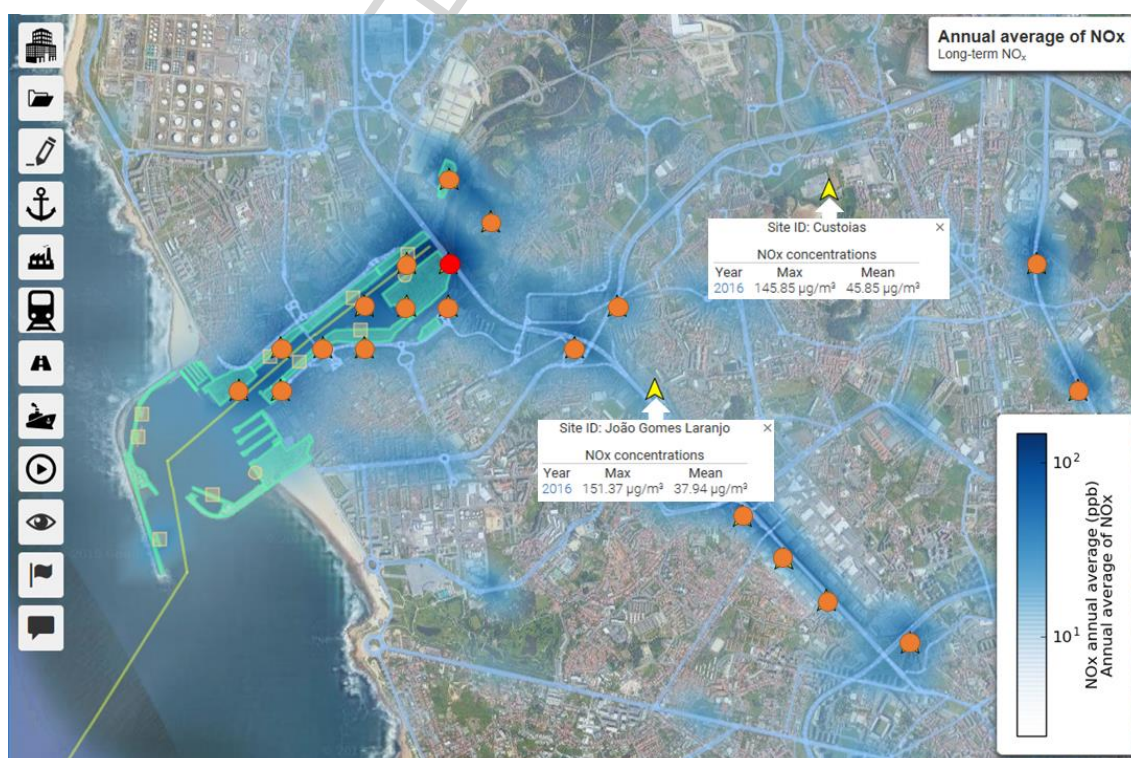 Annual average of NOx
Long-term NOₓ
Site ID: Custoias ×
NOx concentrations
Year Max Mean
2016 145.85 µg/m³ 45.85 µg/m³
Site ID: João Gomes Laranjo ×
NOx concentrations
Year Max Mean
2016 151.37 µg/m³ 37.94 µg/m³
10²
10¹
NOx annual average (ppb)
Annual average of NOx